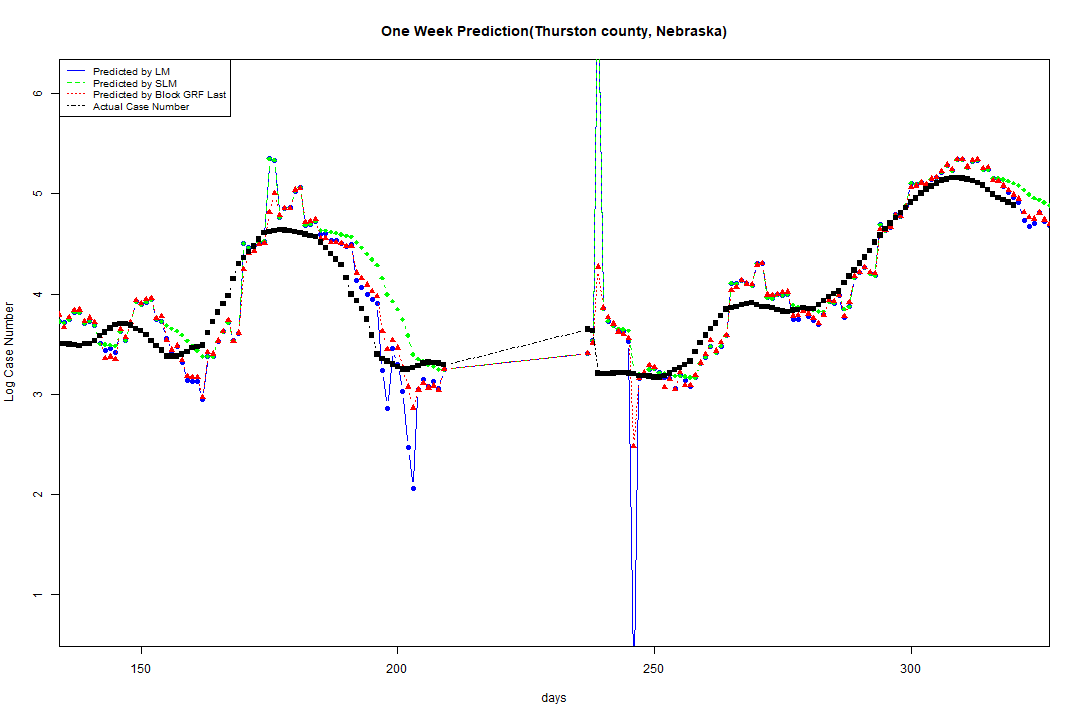 One Week Prediction(Thurston county, Nebraska)
Predicted by LM
Predicted by SLM
Predicted by Block GRF Last
Actual Case Number
6
5
4
3
2
1
Log Case Number
150 200 250 300
days